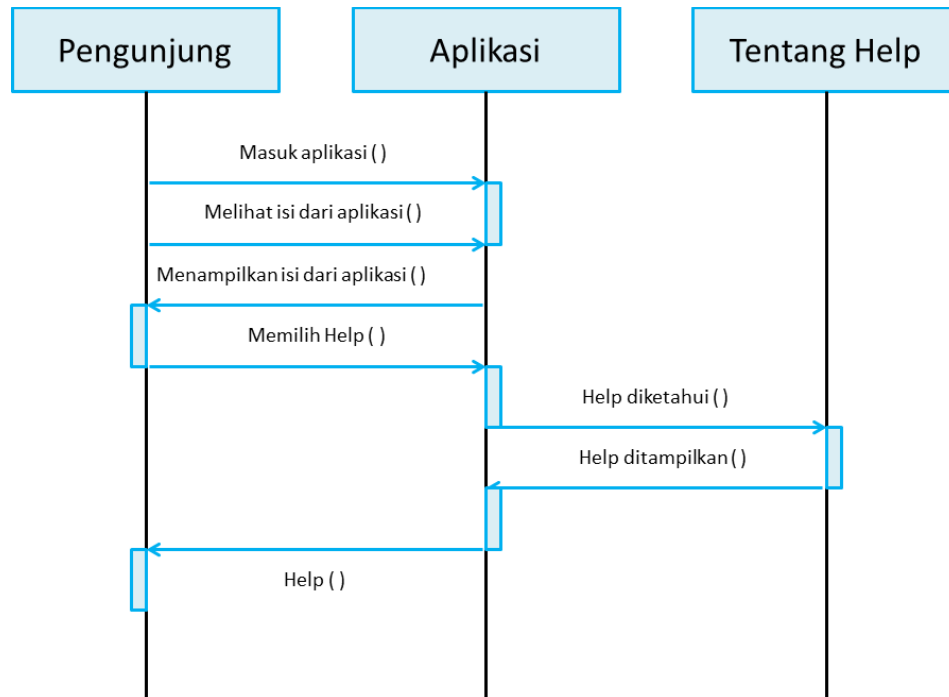 Pengunjung
Aplikasi
Tentang Help
Masuk aplikasi ( )
Melihat isi dari aplikasi ( )
Menampilkan isi dari aplikasi ( )
Memilih Help ( )
Help diketahui ( )
Help ditampilkan ( )
Help ( )